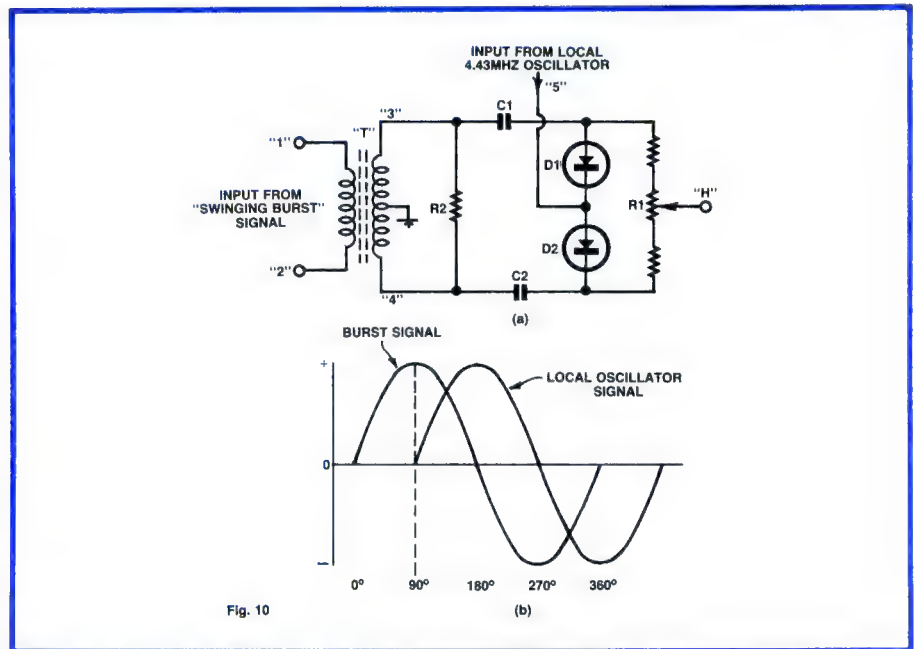 INPUT FROM LOCAL
4.43MHZ OSCILLATOR
"5"
C1
"3"
"1"
"T"
D1
"H"
INPUT FROM
"SWINGING BURST"
SIGNAL
R2
R1
D2
"2"
C2
"4"
(a)
BURST SIGNAL
+
LOCAL OSCILLATOR
SIGNAL
0
–
0° 90° 180° 270° 360°
Fig. 10
(b)